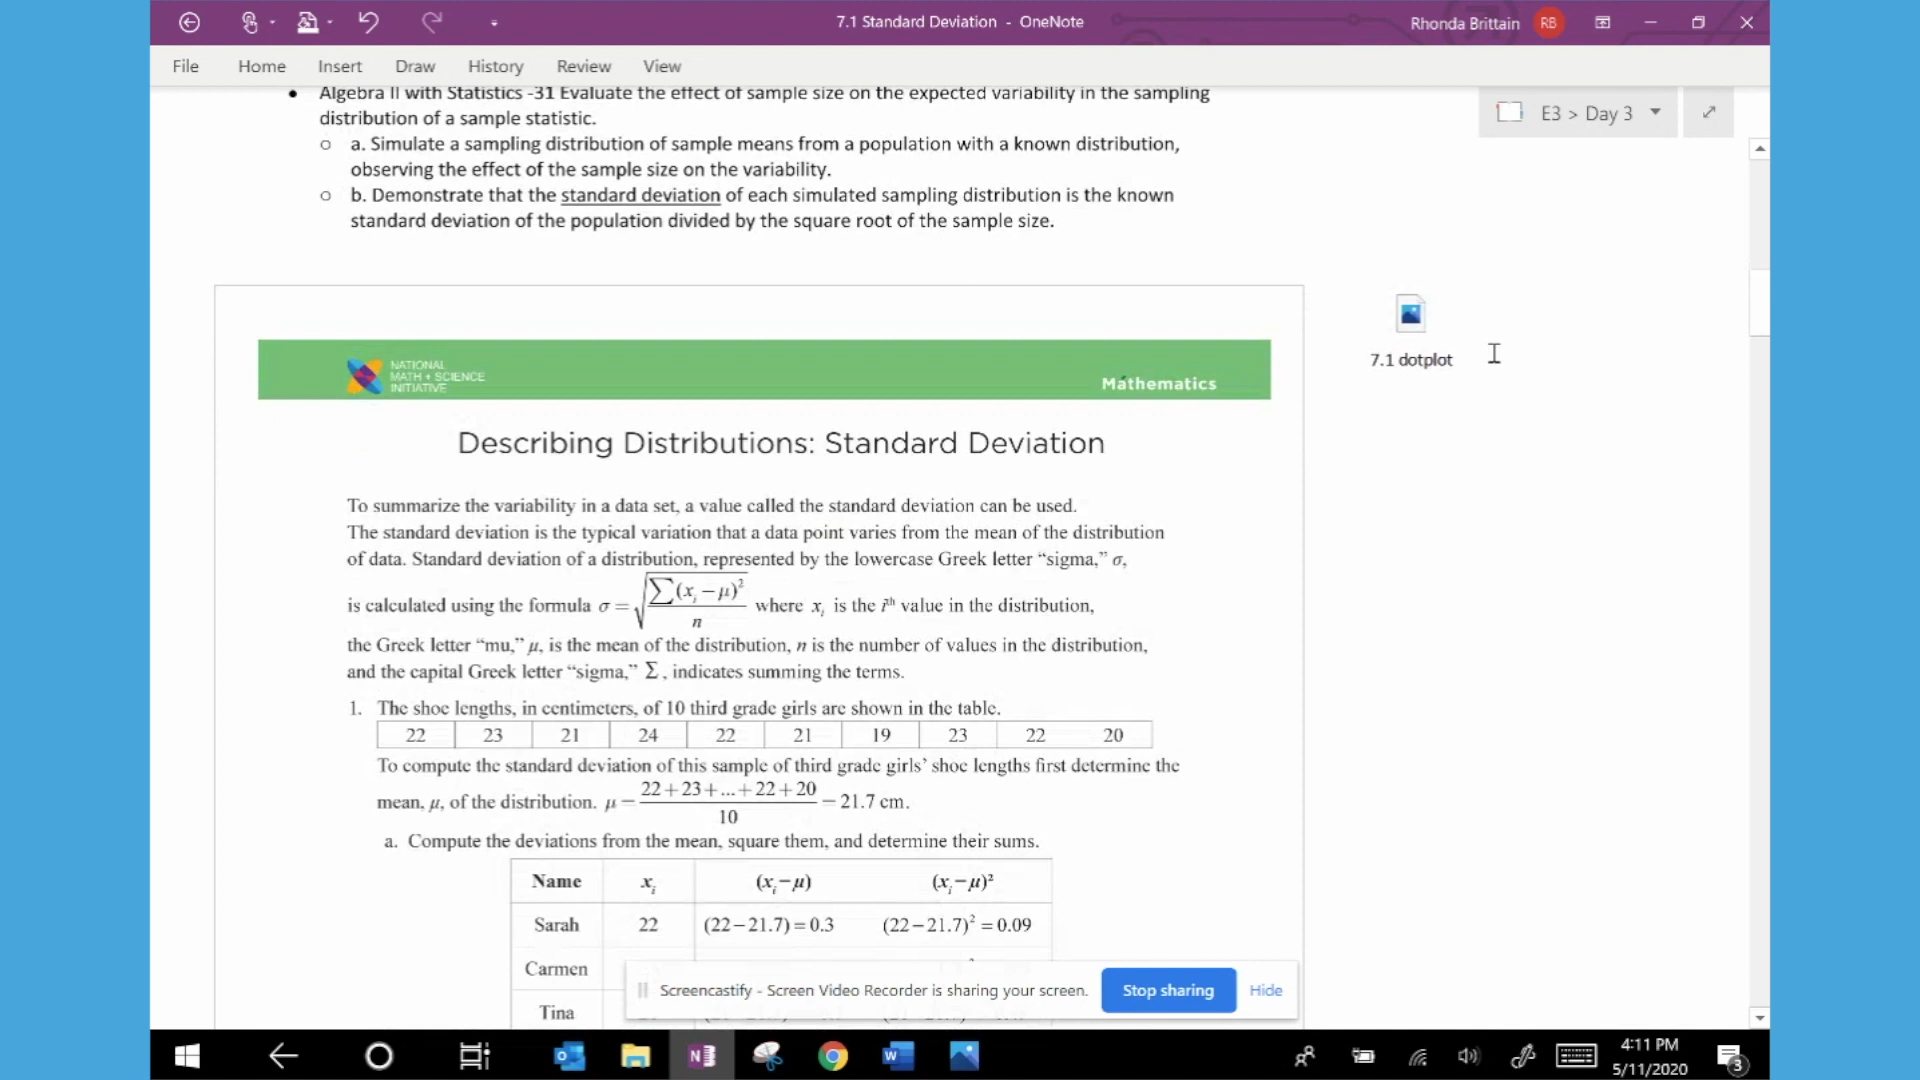 7.1 Standard Deviation - OneNote
Rhonda Brittain RB
File Home Insert Draw History Review View
E3 > Day 3
• Algebra II with Statistics -31 Evaluate the effect of sample size on the expected variability in the sampling
distribution of a sample statistic.
○ a. Simulate a sampling distribution of sample means from a population with a known distribution,
observing the effect of the sample size on the variability.
○ b. Demonstrate that the standard deviation of each simulated sampling distribution is the known
standard deviation of the population divided by the square root of the sample size.
7.1 dotplot
NATIONAL
MATH + SCIENCE
INITIATIVE
Mathematics
Describing Distributions: Standard Deviation
To summarize the variability in a data set, a value called the standard deviation can be used.
The standard deviation is the typical variation that a data point varies from the mean of the distribution
of data. Standard deviation of a distribution, represented by the lowercase Greek letter “sigma,” σ,
is calculated using the formula σ = √(∑(xᵢ − μ)² / n) where xᵢ is the iᵗʰ value in the distribution,
the Greek letter “mu,” μ, is the mean of the distribution, n is the number of values in the distribution,
and the capital Greek letter “sigma,” Σ, indicates summing the terms.
1. The shoe lengths, in centimeters, of 10 third grade girls are shown in the table.
22 23 21 24 22 21 19 23 22 20
To compute the standard deviation of this sample of third grade girls’ shoe lengths first determine the
mean, μ, of the distribution. μ = (22+23+...+22+20)/10 = 21.7 cm.
a. Compute the deviations from the mean, square them, and determine their sums.
Name xᵢ (xᵢ−μ) (xᵢ−μ)²
Sarah 22 (22−21.7) = 0.3 (22−21.7)² = 0.09
Carmen
Tina
Screencastify - Screen Video Recorder is sharing your screen. Stop sharing Hide
4:11 PM
5/11/2020
3